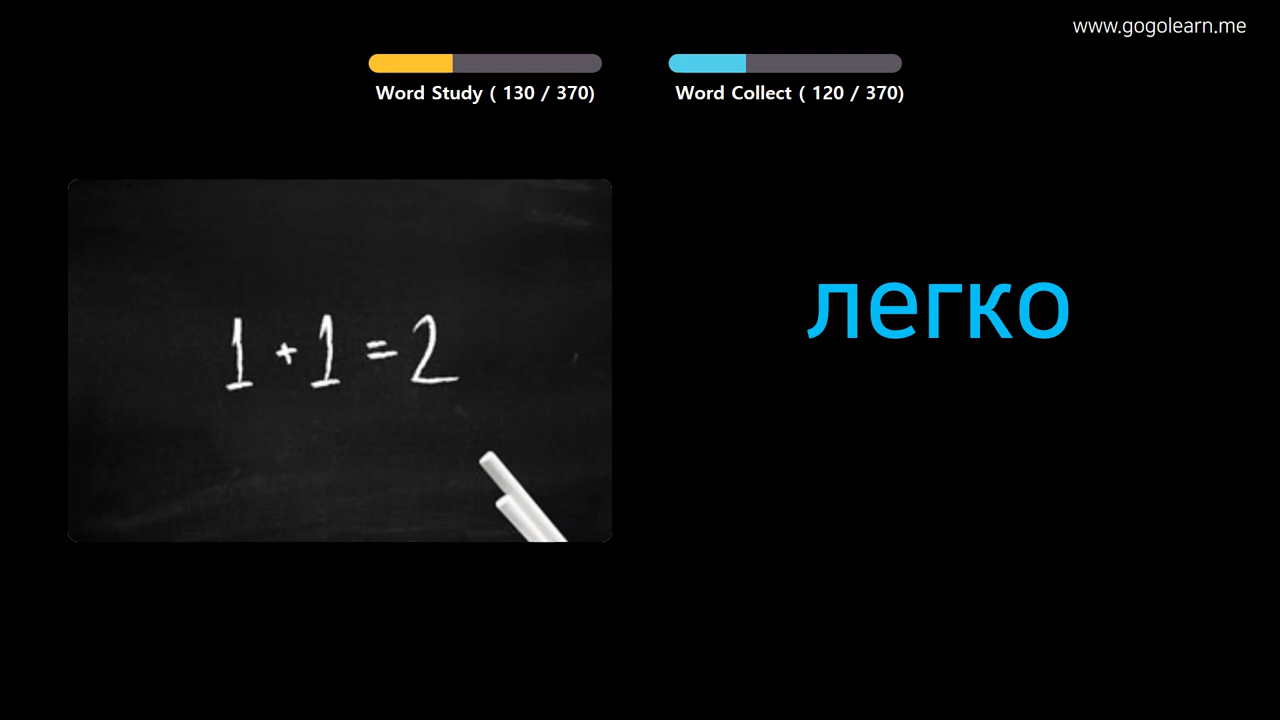 www.gogolearn.me
Word Study ( 130 / 370)
Word Collect ( 120 / 370)
легко
1 + 1 = 2